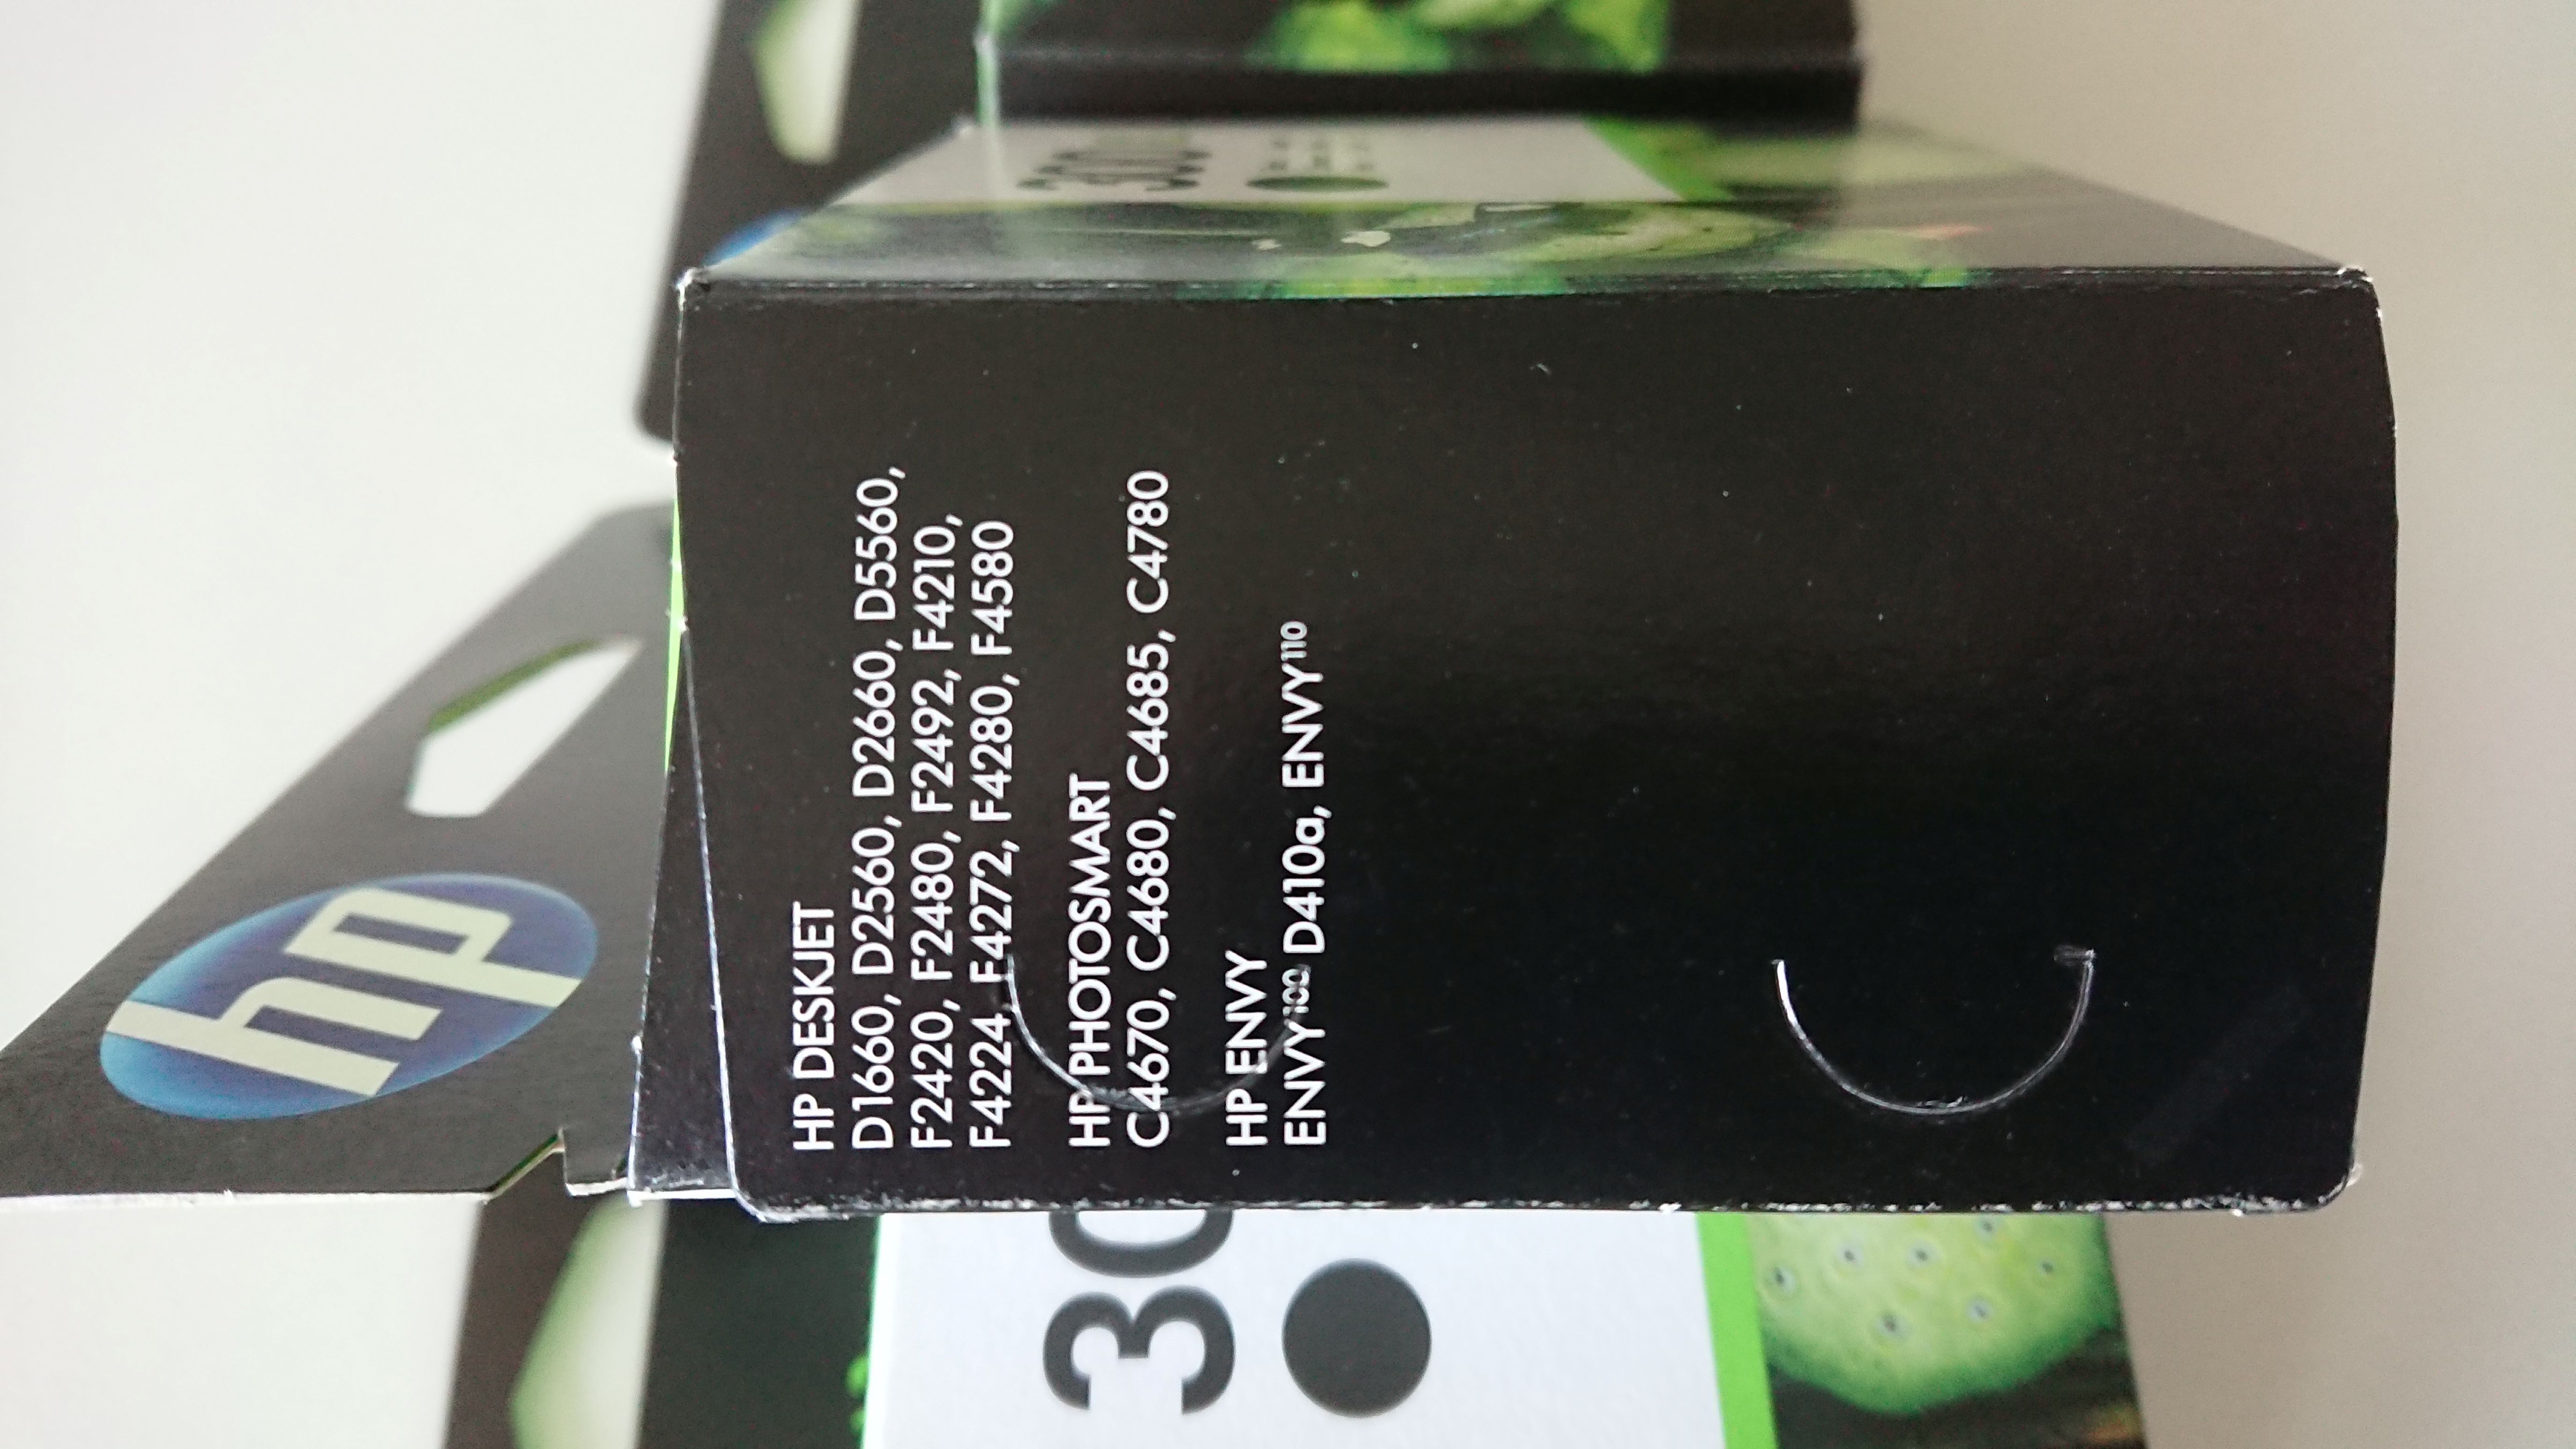 HP DESKJET
D1660, D2560, D2660, D5560,
F2420, F2480, F2492, F4210,
F4224, F4272, F4280, F4580
HP PHOTOSMART
C4670, C4680, C4685, C4780
HP ENVY
ENVY¹⁰⁰ D410a, ENVY¹¹⁰
hp